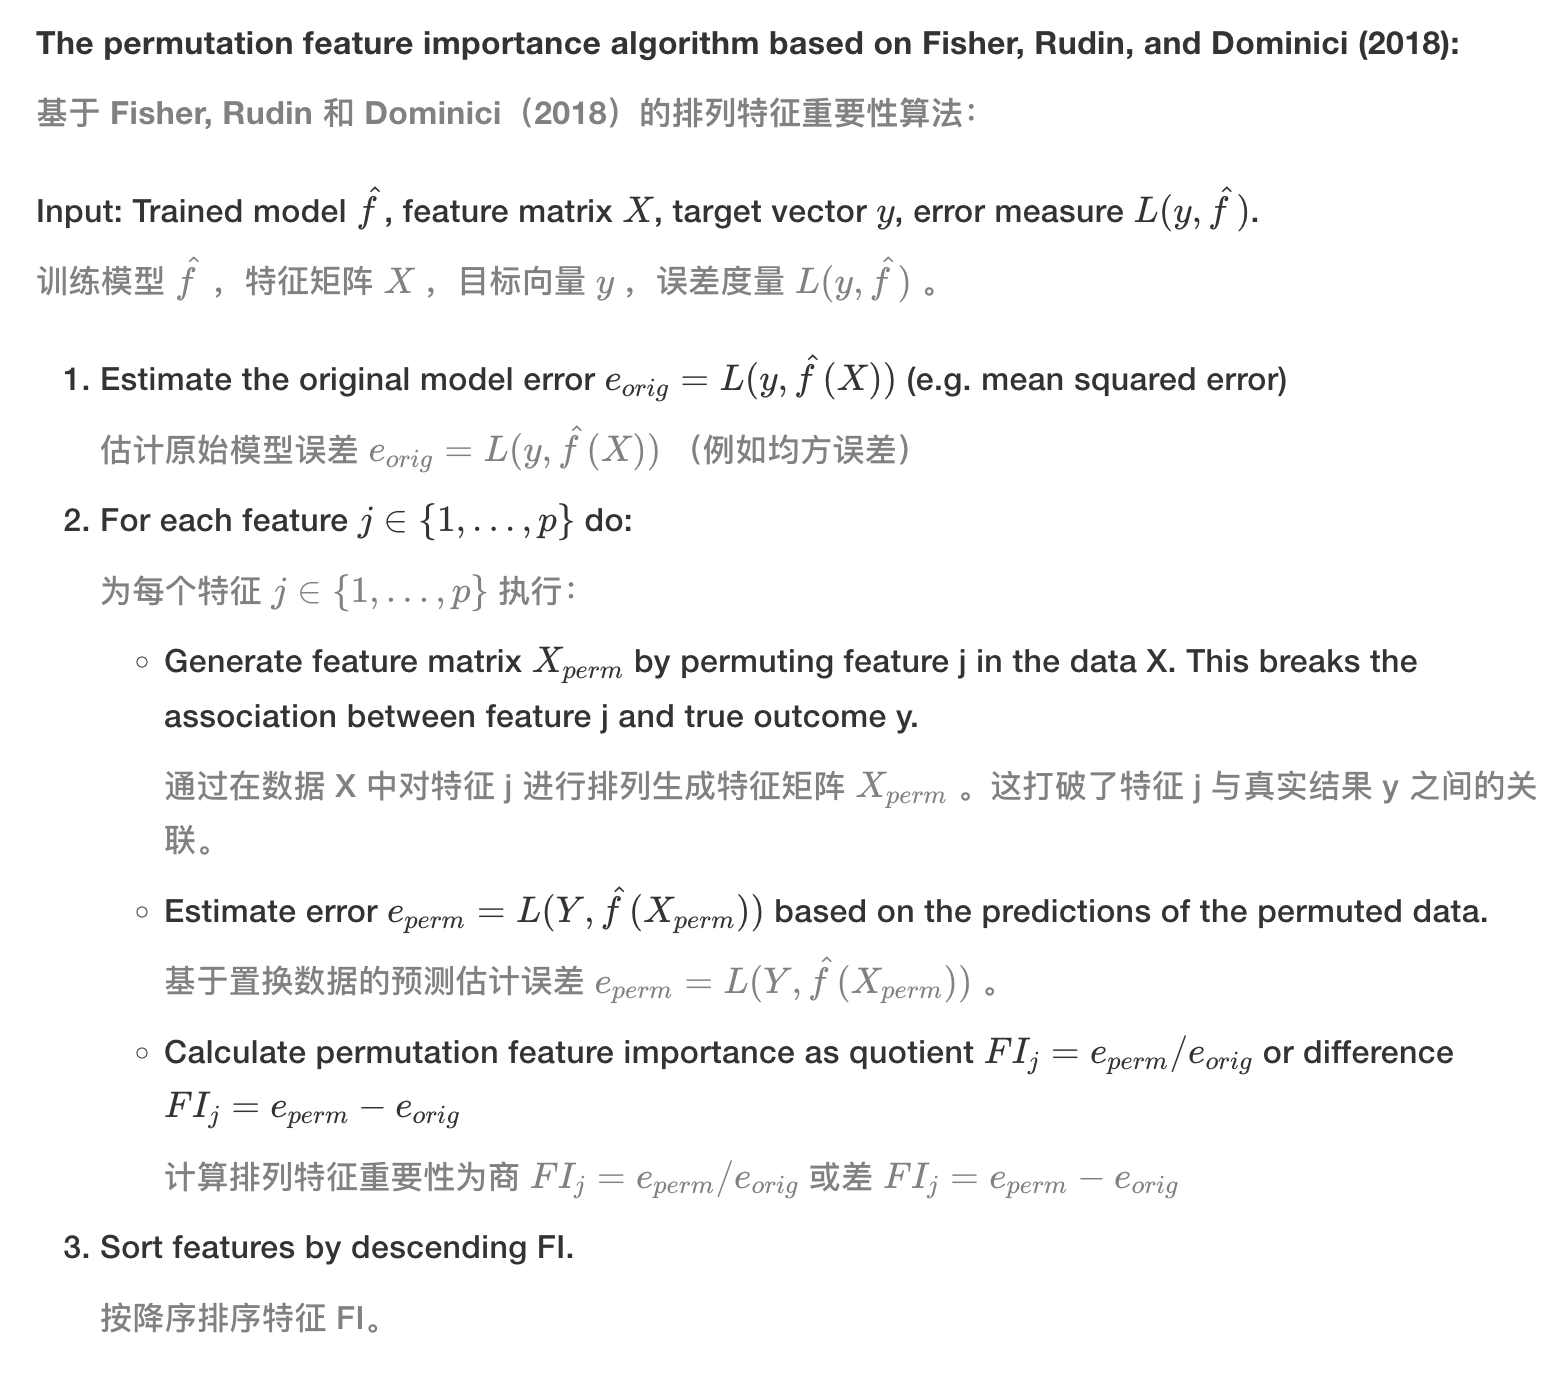 The permutation feature importance algorithm based on Fisher, Rudin, and Dominici (2018):
基于 Fisher, Rudin 和 Dominici（2018）的排列特征重要性算法：
Input: Trained model $\hat{f}$, feature matrix $X$, target vector $y$, error measure $L(y, \hat{f})$.
训练模型 $\hat{f}$ ，特征矩阵 $X$ ，目标向量 $y$ ，误差度量 $L(y, \hat{f})$ 。
1. Estimate the original model error $e_{orig} = L(y, \hat{f}(X))$ (e.g. mean squared error)
估计原始模型误差 $e_{orig} = L(y, \hat{f}(X))$ （例如均方误差）
2. For each feature $j \in \{1, \ldots, p\}$ do:
为每个特征 $j \in \{1, \ldots, p\}$ 执行：
○ Generate feature matrix $X_{perm}$ by permuting feature j in the data X. This breaks the
association between feature j and true outcome y.
通过在数据 X 中对特征 j 进行排列生成特征矩阵 $X_{perm}$ 。这打破了特征 j 与真实结果 y 之间的关
联。
○ Estimate error $e_{perm} = L(Y, \hat{f}(X_{perm}))$ based on the predictions of the permuted data.
基于置换数据的预测估计误差 $e_{perm} = L(Y, \hat{f}(X_{perm}))$ 。
○ Calculate permutation feature importance as quotient $FI_j = e_{perm}/e_{orig}$ or difference
$FI_j = e_{perm} - e_{orig}$
计算排列特征重要性为商 $FI_j = e_{perm}/e_{orig}$ 或差 $FI_j = e_{perm} - e_{orig}$
3. Sort features by descending FI.
按降序排序特征 FI。